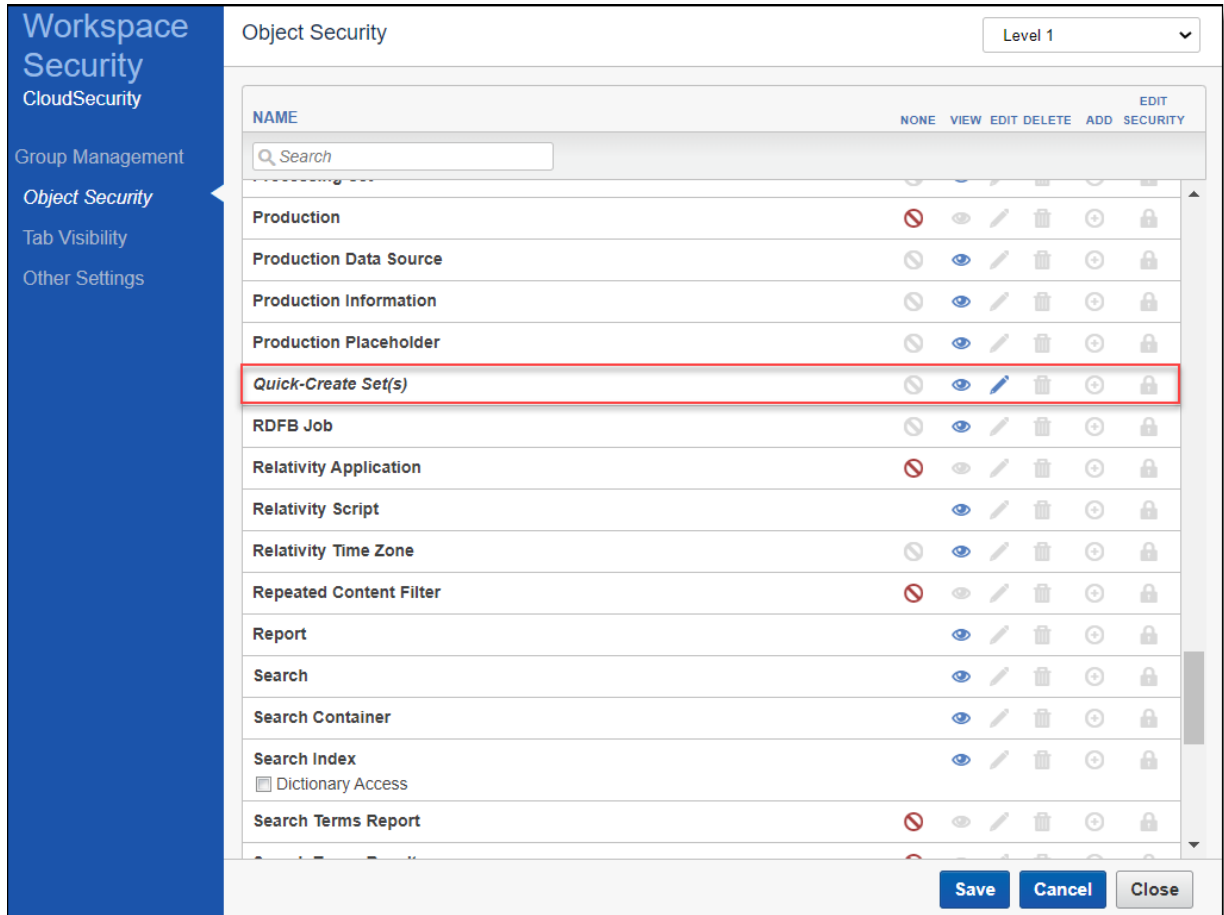 Workspace
Security
CloudSecurity
Group Management
Object Security
Tab Visibility
Other Settings
Object Security
Level 1
NAME
NONE VIEW EDIT DELETE ADD EDIT SECURITY
Search
Production
Production Data Source
Production Information
Production Placeholder
Quick-Create Set(s)
RDFB Job
Relativity Application
Relativity Script
Relativity Time Zone
Repeated Content Filter
Report
Search
Search Container
Search Index
Dictionary Access
Search Terms Report
Save Cancel Close